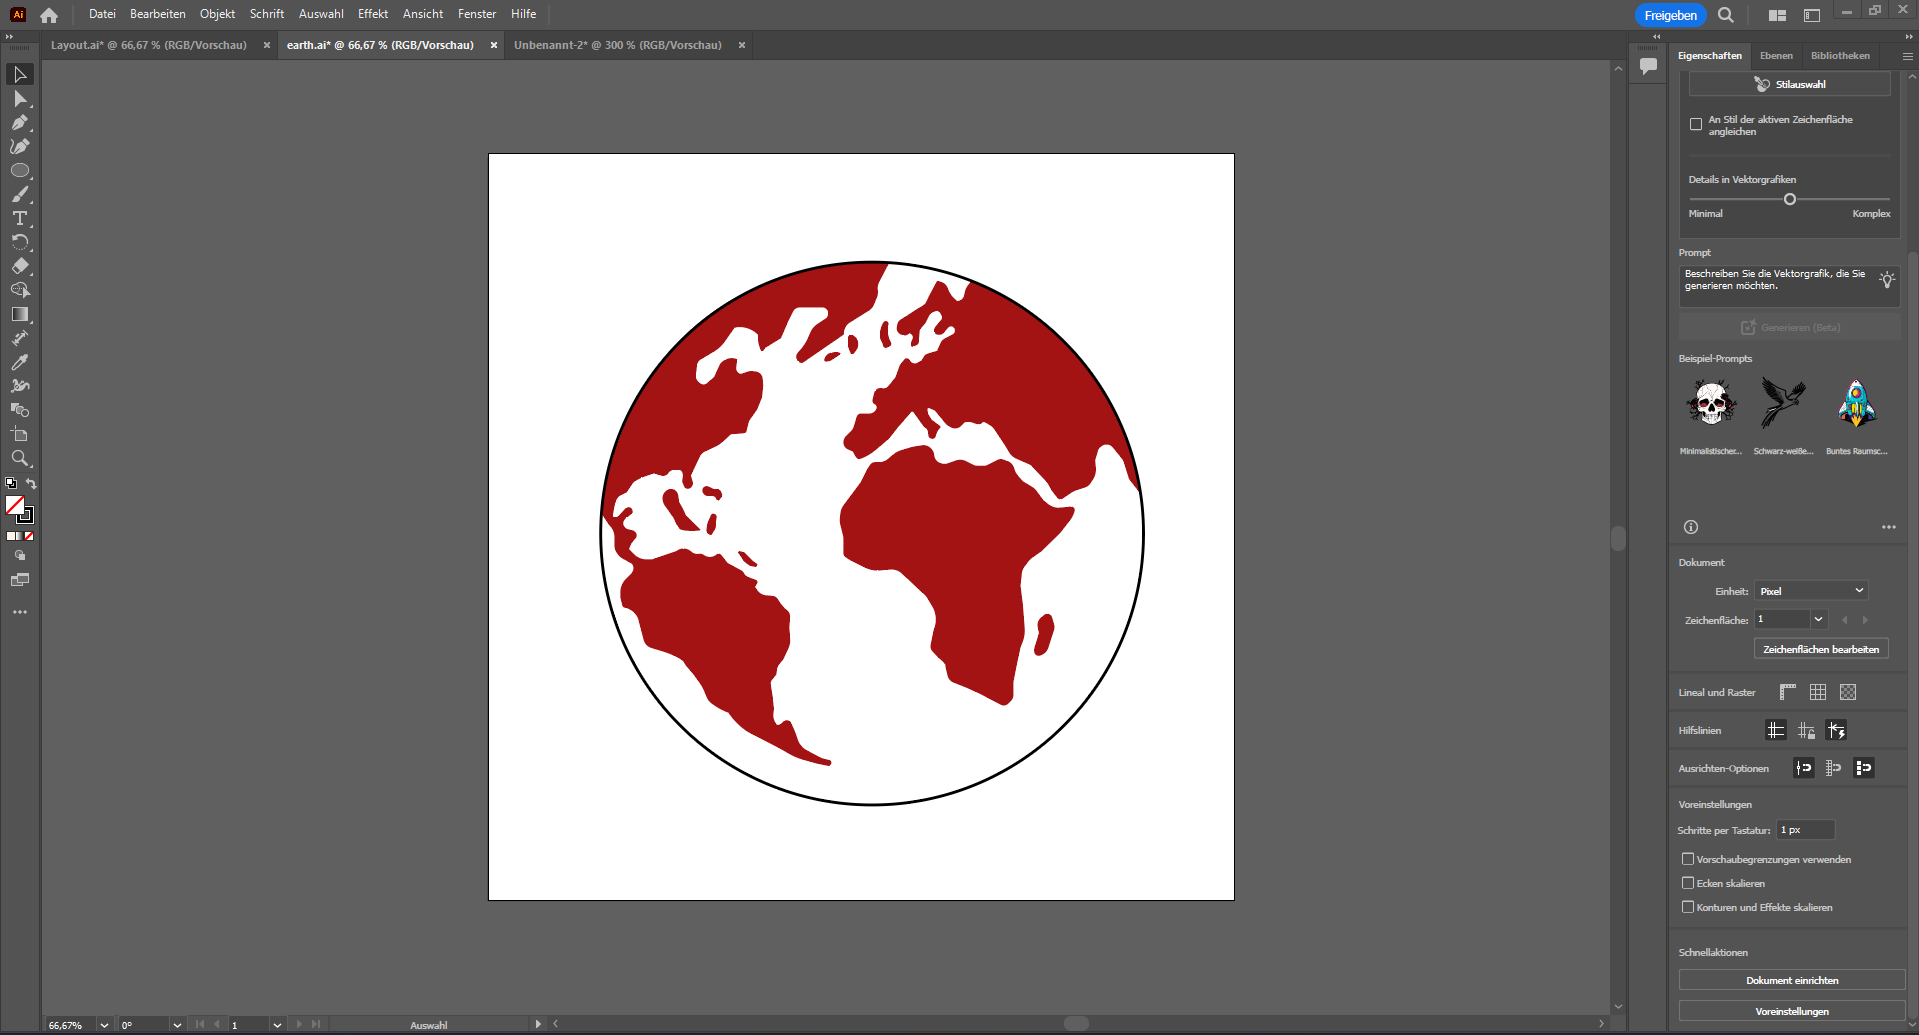 Ai
Datei Bearbeiten Objekt Schrift Auswahl Effekt Ansicht Fenster Hilfe
Freigeben
Layout.ai* @ 66,67 % (RGB/Vorschau)
earth.ai* @ 66,67 % (RGB/Vorschau)
Unbenannt-2* @ 300 % (RGB/Vorschau)
Eigenschaften Ebenen Bibliotheken
Stilauswahl
An Stil der aktiven Zeichenfläche
angleichen
Details in Vektorgrafiken
Minimal Komplex
Prompt
Beschreiben Sie die Vektorgrafik, die Sie
generieren möchten.
Generieren (Beta)
Beispiel-Prompts
Minimalistischer... Schwarz-weiße... Buntes Raumsc...
Dokument
Einheit: Pixel
Zeichenfläche: 1
Zeichenflächen bearbeiten
Lineal und Raster
Hilfslinien
Ausrichten-Optionen
Voreinstellungen
Schritte per Tastatur: 1 px
Vorschaubegrenzungen verwenden
Ecken skalieren
Konturen und Effekte skalieren
Schnellaktionen
Dokument einrichten
Voreinstellungen
66,67% 0° 1 Auswahl